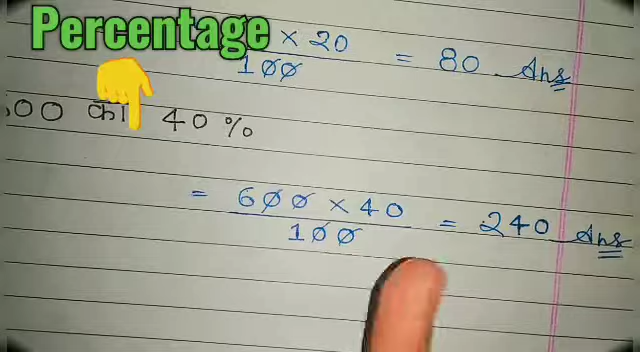 Percentage
× 20
100
= 80 Ans
00 का 40 %
= 600 × 40
100
= 240 Ans